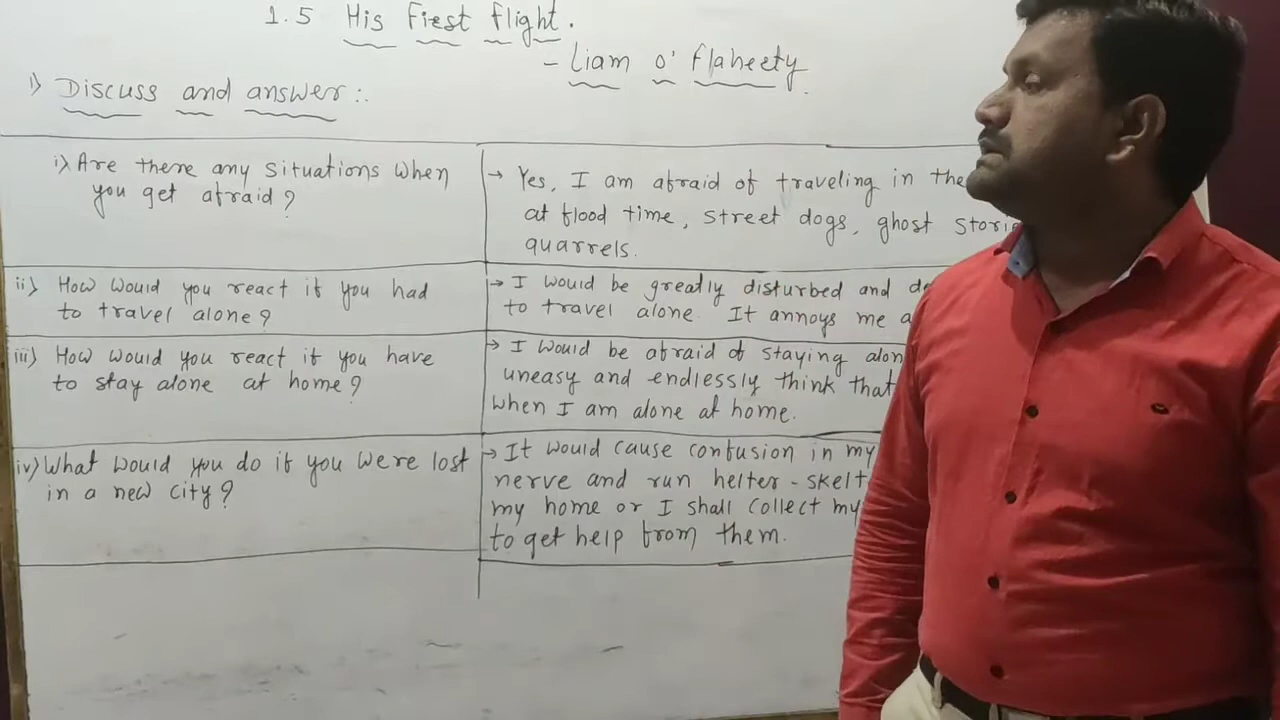 1.5 His First flight.
- Liam O' Flaherty.
1) Discuss and answer:.
i) Are there any situations when
you get afraid?
→ Yes, I am afraid of traveling in the
at flood time, street dogs, ghost
quarrels.
ii) How would you react if you had
to travel alone?
→ I would be greatly disturbed and
to travel alone. It annoys me
iii) How would you react if you have
to stay alone at home?
→ I would be afraid of staying
uneasy and endlessly think that
when I am alone at home.
iv) What would you do if you were lost
in a new city?
→ It would cause confusion in my
nerve and run helter-
my home or I shall collect my
to get help from them.